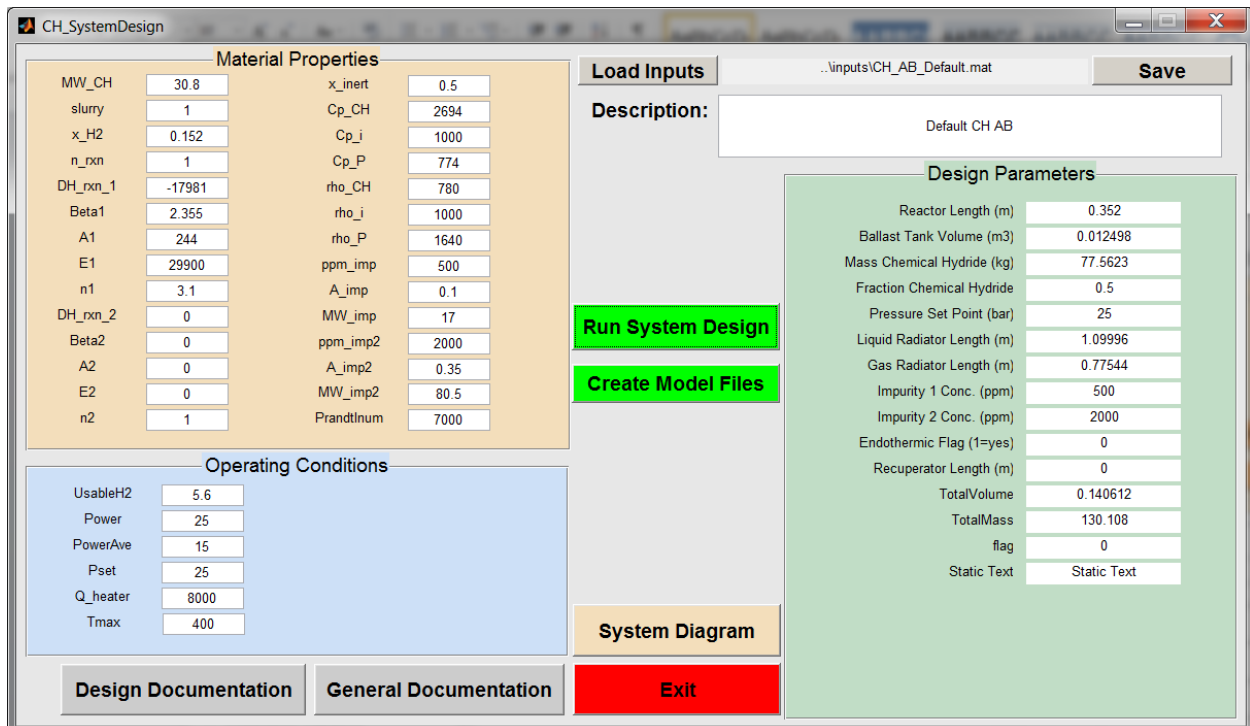 CH_SystemDesign
Material Properties
MW_CH 30.8 x_inert 0.5
slurry 1 Cp_CH 2694
x_H2 0.152 Cp_i 1000
n_rxn 1 Cp_P 774
DH_rxn_1 -17981 rho_CH 780
Beta1 2.355 rho_i 1000
A1 244 rho_P 1640
E1 29900 ppm_imp 500
n1 3.1 A_imp 0.1
DH_rxn_2 0 MW_imp 17
Beta2 0 ppm_imp2 2000
A2 0 A_imp2 0.35
E2 0 MW_imp2 80.5
n2 1 Prandtlnum 7000
Operating Conditions
UsableH2 5.6
Power 25
PowerAve 15
Pset 25
Q_heater 8000
Tmax 400
Design Documentation General Documentation
Load Inputs ..\inputs\CH_AB_Default.mat Save
Description: Default CH AB
Run System Design
Create Model Files
System Diagram
Exit
Design Parameters
Reactor Length (m) 0.352
Ballast Tank Volume (m3) 0.012498
Mass Chemical Hydride (kg) 77.5623
Fraction Chemical Hydride 0.5
Pressure Set Point (bar) 25
Liquid Radiator Length (m) 1.09996
Gas Radiator Length (m) 0.77544
Impurity 1 Conc. (ppm) 500
Impurity 2 Conc. (ppm) 2000
Endothermic Flag (1=yes) 0
Recuperator Length (m) 0
TotalVolume 0.140612
TotalMass 130.108
flag 0
Static Text Static Text